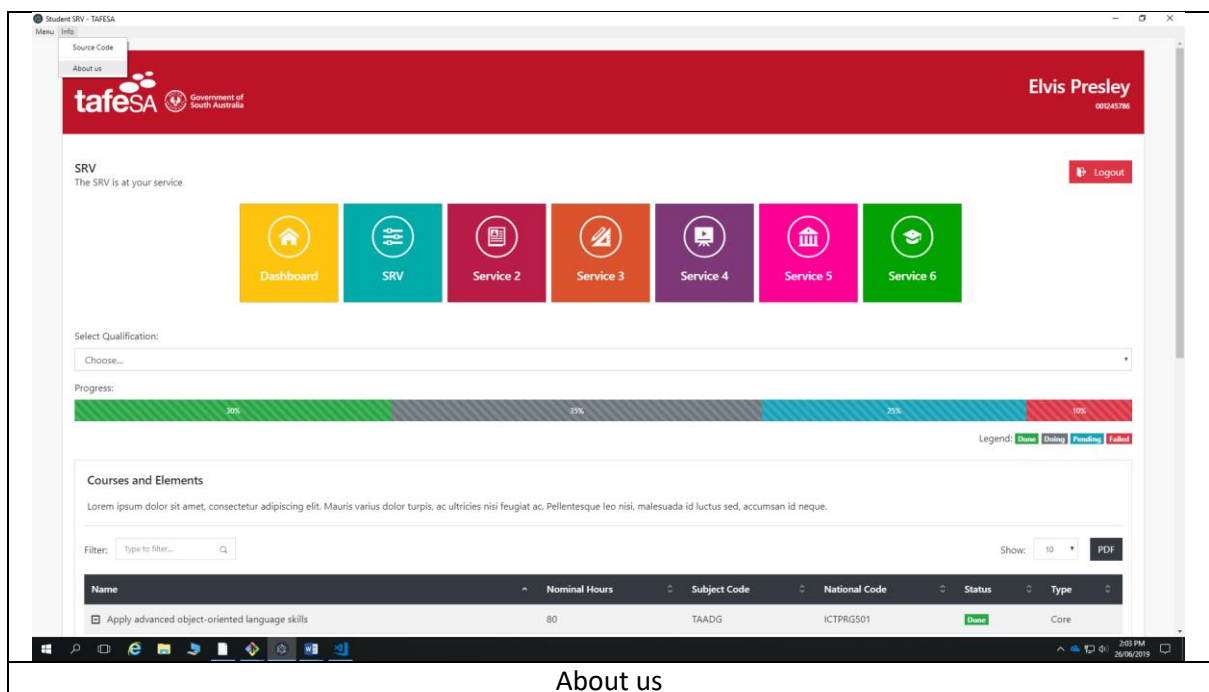 Student SRV - TAFESA
Menu Info
Source Code
About us
tafeSA Government of South Australia
Elvis Presley
001245786
SRV
The SRV is at your service
Logout
Dashboard SRV Service 2 Service 3 Service 4 Service 5 Service 6
Select Qualification:
Choose...
Progress:
30% 35% 25% 10%
Legend: Done Doing Pending Failed
Courses and Elements
Lorem ipsum dolor sit amet, consectetur adipiscing elit. Mauris varius dolor turpis, ac ultricies nisi feugiat ac. Pellentesque leo nisi, malesuada id luctus sed, accumsan id neque.
Filter: Type to filter... Show: 10 PDF
Name Nominal Hours Subject Code National Code Status Type
Apply advanced object-oriented language skills 80 TAADG ICTPRG501 Done Core
2:03 PM
26/06/2019
About us